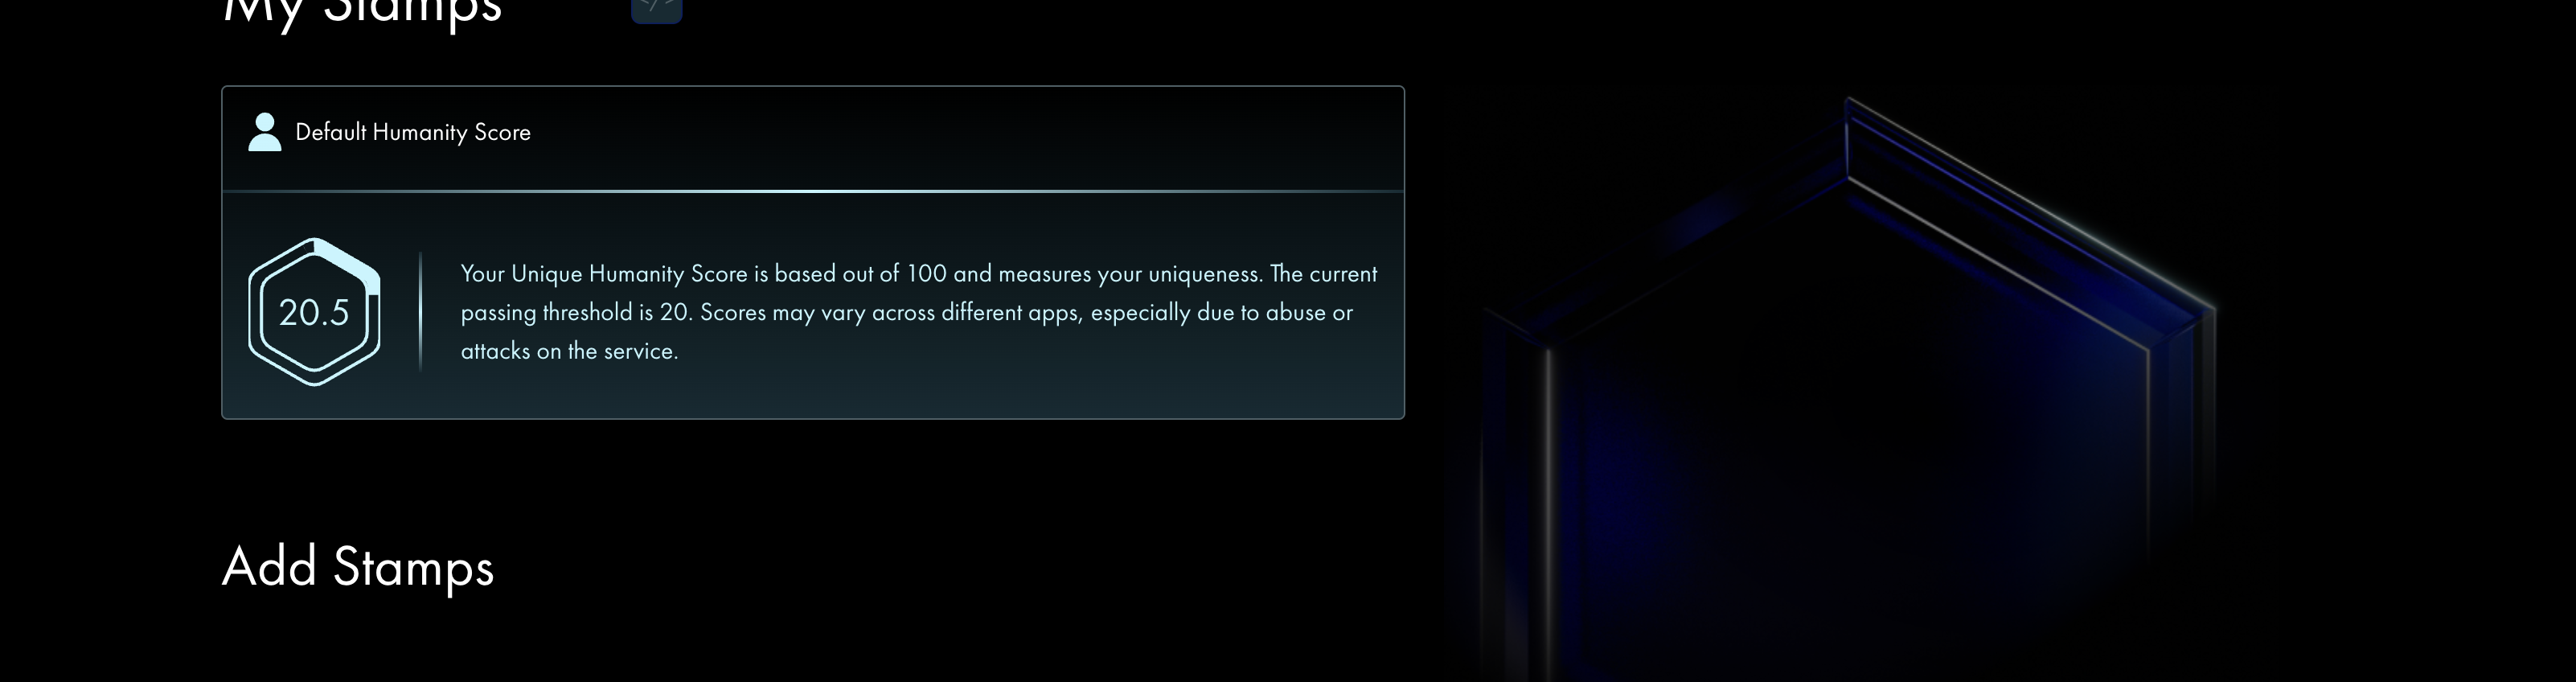 My Stamps
</>
Default Humanity Score
20.5
Your Unique Humanity Score is based out of 100 and measures your uniqueness. The current
passing threshold is 20. Scores may vary across different apps, especially due to abuse or
attacks on the service.
Add Stamps